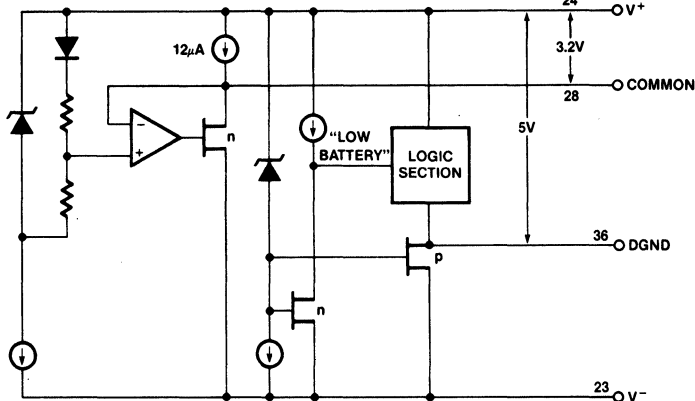 24
V+
12µA
3.2V
COMMON
28
"LOW
BATTERY"
5V
n
LOGIC
SECTION
36
DGND
p
n
23
V−